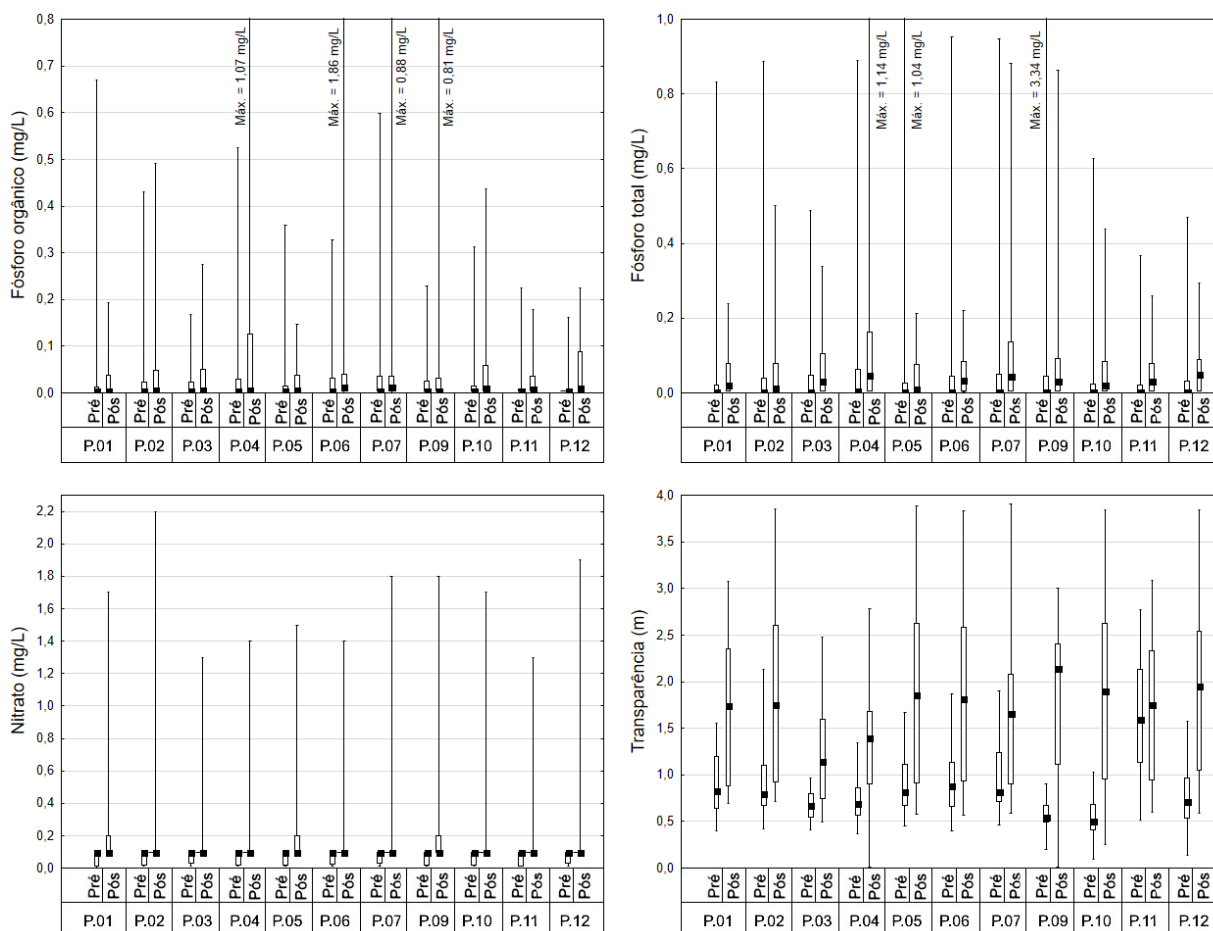 Fósforo orgânico (mg/L)
0,8
0,7
0,6
0,5
0,4
0,3
0,2
0,1
0,0
Máx. = 1,07 mg/L
Máx. = 1,86 mg/L
Máx. = 0,88 mg/L
Máx. = 0,81 mg/L
Pré Pós Pré Pós Pré Pós Pré Pós Pré Pós Pré Pós Pré Pós Pré Pós Pré Pós Pré Pós Pré Pós
P.01 P.02 P.03 P.04 P.05 P.06 P.07 P.09 P.10 P.11 P.12
Fósforo total (mg/L)
1,0
0,8
0,6
0,4
0,2
0,0
Máx. = 1,14 mg/L
Máx. = 1,04 mg/L
Máx. = 3,34 mg/L
Pré Pós Pré Pós Pré Pós Pré Pós Pré Pós Pré Pós Pré Pós Pré Pós Pré Pós Pré Pós Pré Pós
P.01 P.02 P.03 P.04 P.05 P.06 P.07 P.09 P.10 P.11 P.12
Nitrato (mg/L)
2,2
2,0
1,8
1,6
1,4
1,2
1,0
0,8
0,6
0,4
0,2
0,0
Pré Pós Pré Pós Pré Pós Pré Pós Pré Pós Pré Pós Pré Pós Pré Pós Pré Pós Pré Pós Pré Pós
P.01 P.02 P.03 P.04 P.05 P.06 P.07 P.09 P.10 P.11 P.12
Transparência (m)
4,0
3,5
3,0
2,5
2,0
1,5
1,0
0,5
0,0
Pré Pós Pré Pós Pré Pós Pré Pós Pré Pós Pré Pós Pré Pós Pré Pós Pré Pós Pré Pós Pré Pós
P.01 P.02 P.03 P.04 P.05 P.06 P.07 P.09 P.10 P.11 P.12